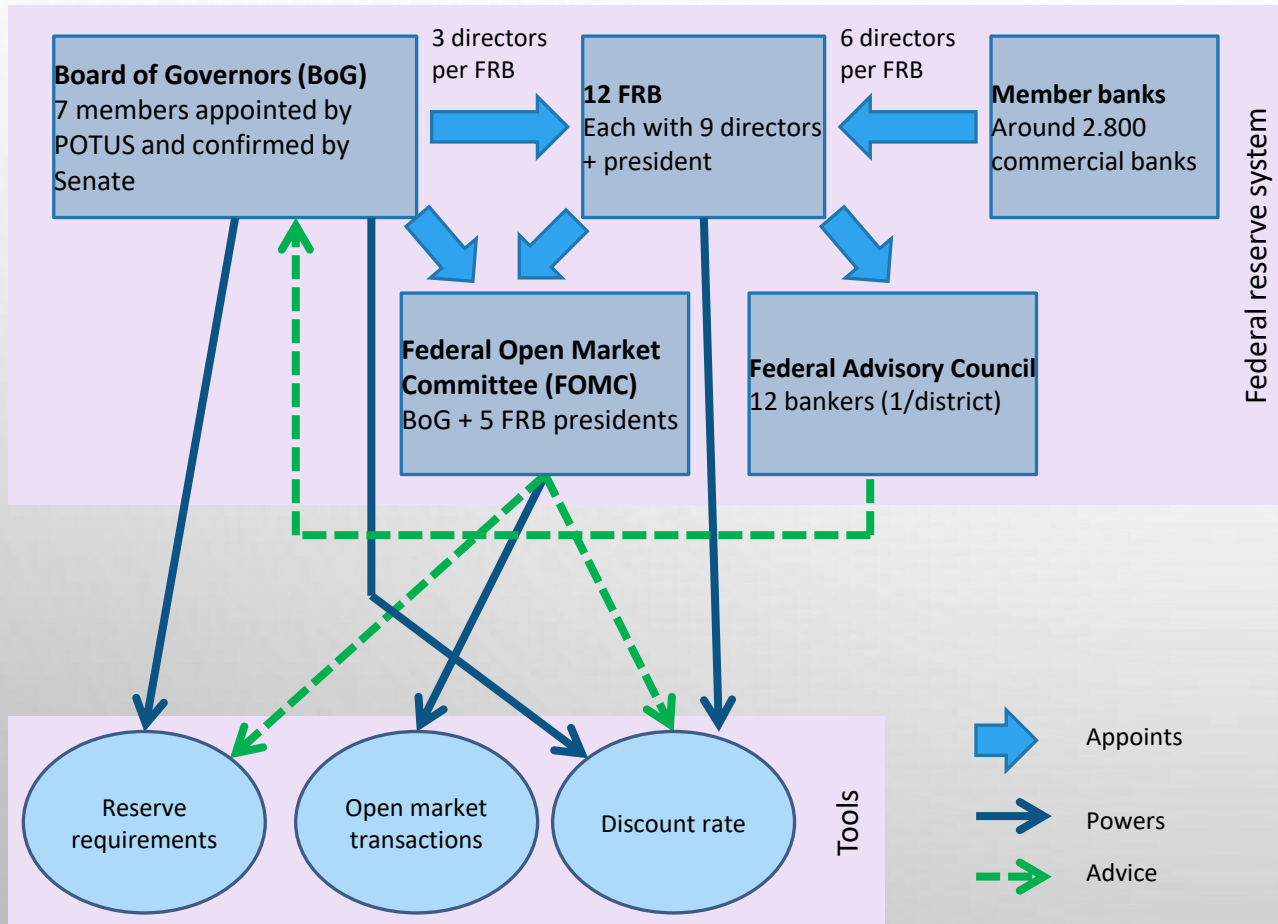 3 directors
per FRB
6 directors
per FRB
Board of Governors (BoG)
7 members appointed by
POTUS and confirmed by
Senate
12 FRB
Each with 9 directors
+ president
Member banks
Around 2.800
commercial banks
Federal reserve system
Federal Open Market
Committee (FOMC)
BoG + 5 FRB presidents
Federal Advisory Council
12 bankers (1/district)
Reserve
requirements
Open market
transactions
Discount rate
Tools
Appoints
Powers
Advice